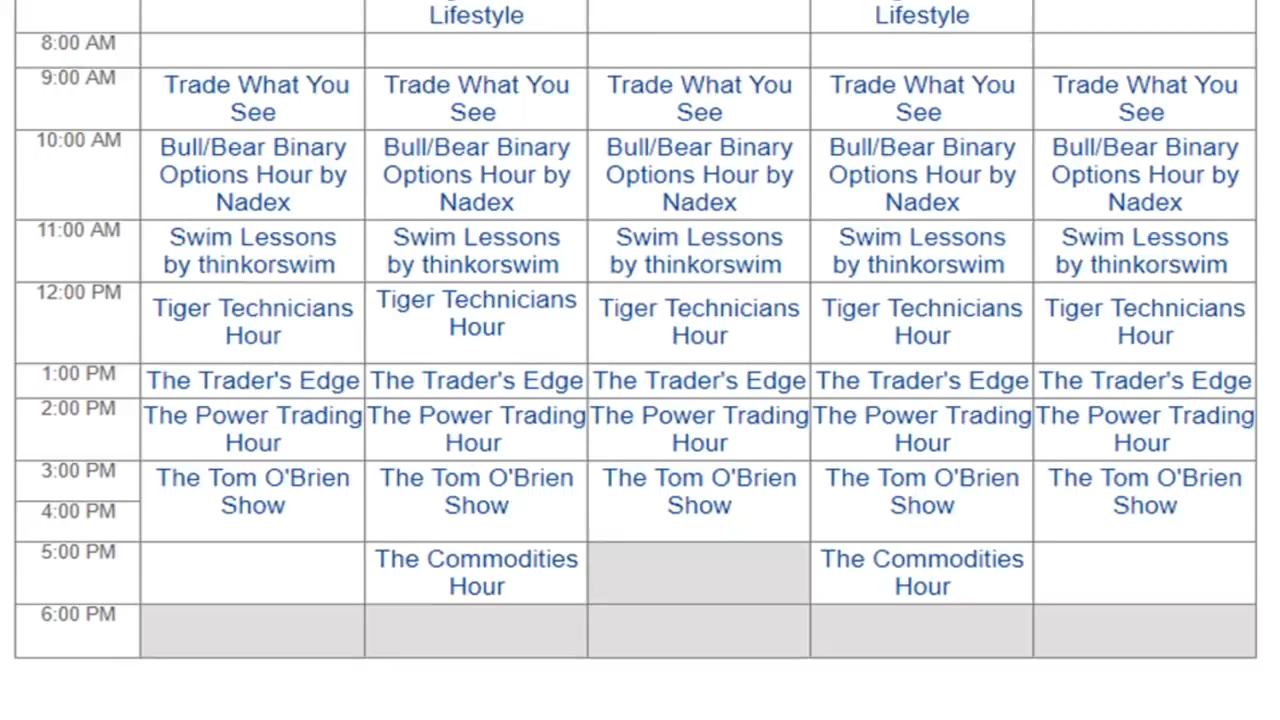 Lifestyle Lifestyle
8:00 AM
9:00 AM Trade What You Trade What You Trade What You Trade What You Trade What You
See See See See See
10:00 AM Bull/Bear Binary Bull/Bear Binary Bull/Bear Binary Bull/Bear Binary Bull/Bear Binary
Options Hour by Options Hour by Options Hour by Options Hour by Options Hour by
Nadex Nadex Nadex Nadex Nadex
11:00 AM Swim Lessons Swim Lessons Swim Lessons Swim Lessons Swim Lessons
by thinkorswim by thinkorswim by thinkorswim by thinkorswim by thinkorswim
12:00 PM Tiger Technicians Tiger Technicians Tiger Technicians Tiger Technicians Tiger Technicians
Hour Hour Hour Hour Hour
1:00 PM The Trader's Edge The Trader's Edge The Trader's Edge The Trader's Edge The Trader's Edge
2:00 PM The Power Trading The Power Trading The Power Trading The Power Trading The Power Trading
Hour Hour Hour Hour Hour
3:00 PM The Tom O'Brien The Tom O'Brien The Tom O'Brien The Tom O'Brien The Tom O'Brien
4:00 PM Show Show Show Show Show
5:00 PM The Commodities The Commodities
Hour Hour
6:00 PM